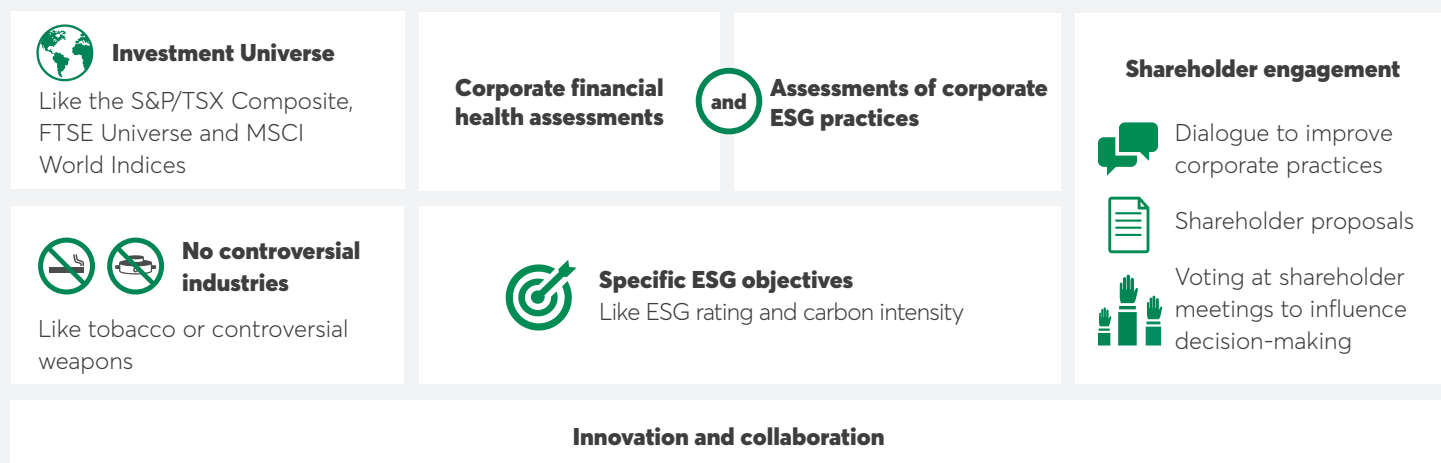 Investment Universe
Like the S&P/TSX Composite,
FTSE Universe and MSCI
World Indices
No controversial
industries
Like tobacco or controversial
weapons
Corporate financial
health assessments
and
Assessments of corporate
ESG practices
Specific ESG objectives
Like ESG rating and carbon intensity
Shareholder engagement
Dialogue to improve
corporate practices
Shareholder proposals
Voting at shareholder
meetings to influence
decision-making
Innovation and collaboration